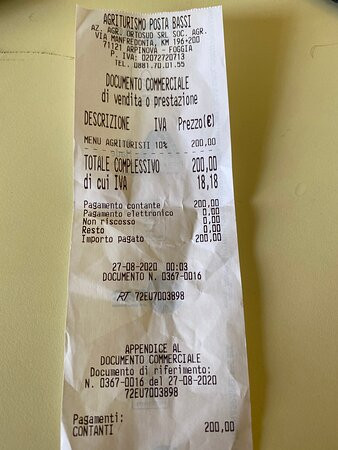 AGRITURISMO POSTA BASSI
AZ. AGR. ORTOSUD SRL SOC. AGR.
VIA MANFREDONIA, KM 196+200
71121 ARPINOVA - FOGGIA
P. IVA: 02072720713
TEL. 0881.70.01.55
DOCUMENTO COMMERCIALE
di vendita o prestazione
DESCRIZIONE IVA Prezzo(€)
MENU AGRITURISTI 10% 200,00
TOTALE COMPLESSIVO 200,00
di cui IVA 18,18
Pagamento contante 200,00
Pagamento elettronico 0,00
Non riscosso 0,00
Resto 0,00
Importo pagato 200,00
27-08-2020 00:03
DOCUMENTO N. 0367-0016
RT 72EU7003898
APPENDICE AL
DOCUMENTO COMMERCIALE
Documento di riferimento:
N. 0367-0016 del 27-08-2020
72EU7003898
Pagamenti:
CONTANTI 200,00